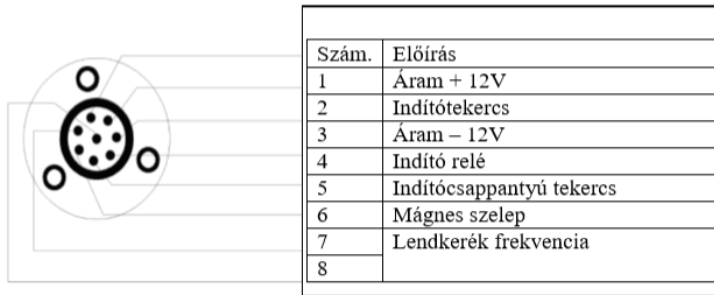 Szám. Előírás
1 Áram + 12V
2 Indítótekercs
3 Áram – 12V
4 Indító relé
5 Indítócsappantyú tekercs
6 Mágnes szelep
7 Lendkerék frekvencia
8